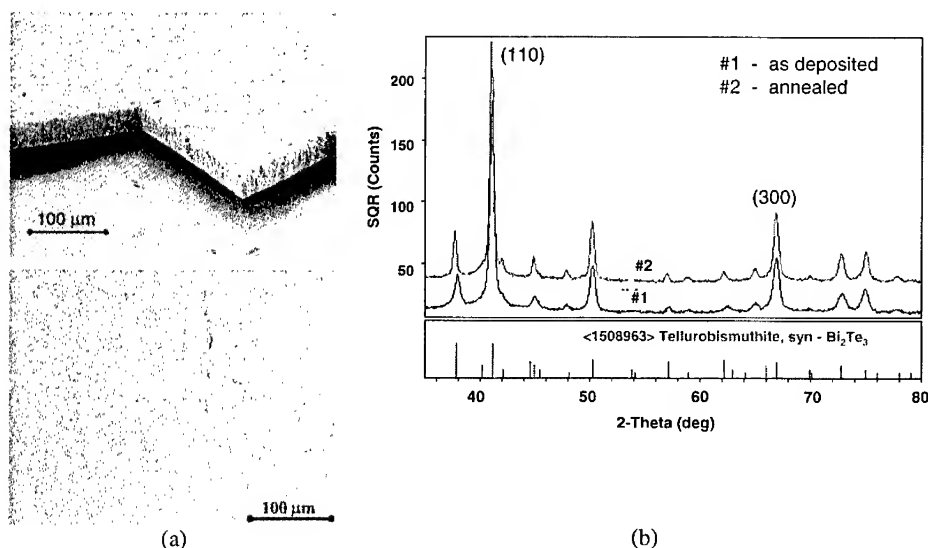 100 µm
100 µm
(a)
SQR (Counts)
200
150
100
50
(110)
#1 - as deposited
#2 - annealed
(300)
#2
#1
<1508963> Tellurobismuthite, syn - Bi₂Te₃
40
50
60
70
80
2-Theta (deg)
(b)